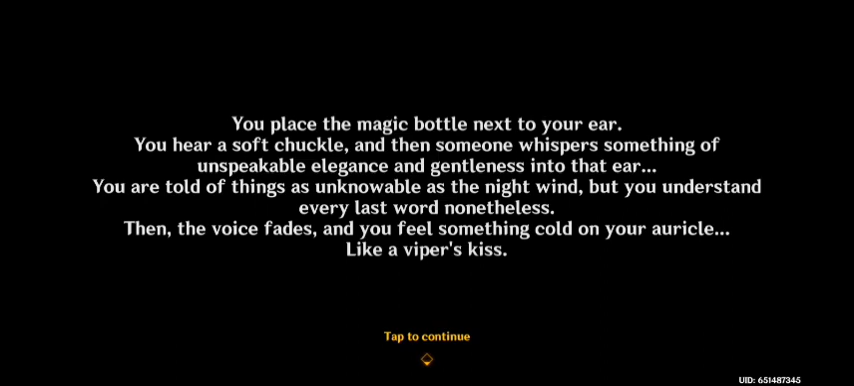 You place the magic bottle next to your ear.
You hear a soft chuckle, and then someone whispers something of
unspeakable elegance and gentleness into that ear...
You are told of things as unknowable as the night wind, but you understand
every last word nonetheless.
Then, the voice fades, and you feel something cold on your auricle...
Like a viper's kiss.
Tap to continue
UID: 651487345